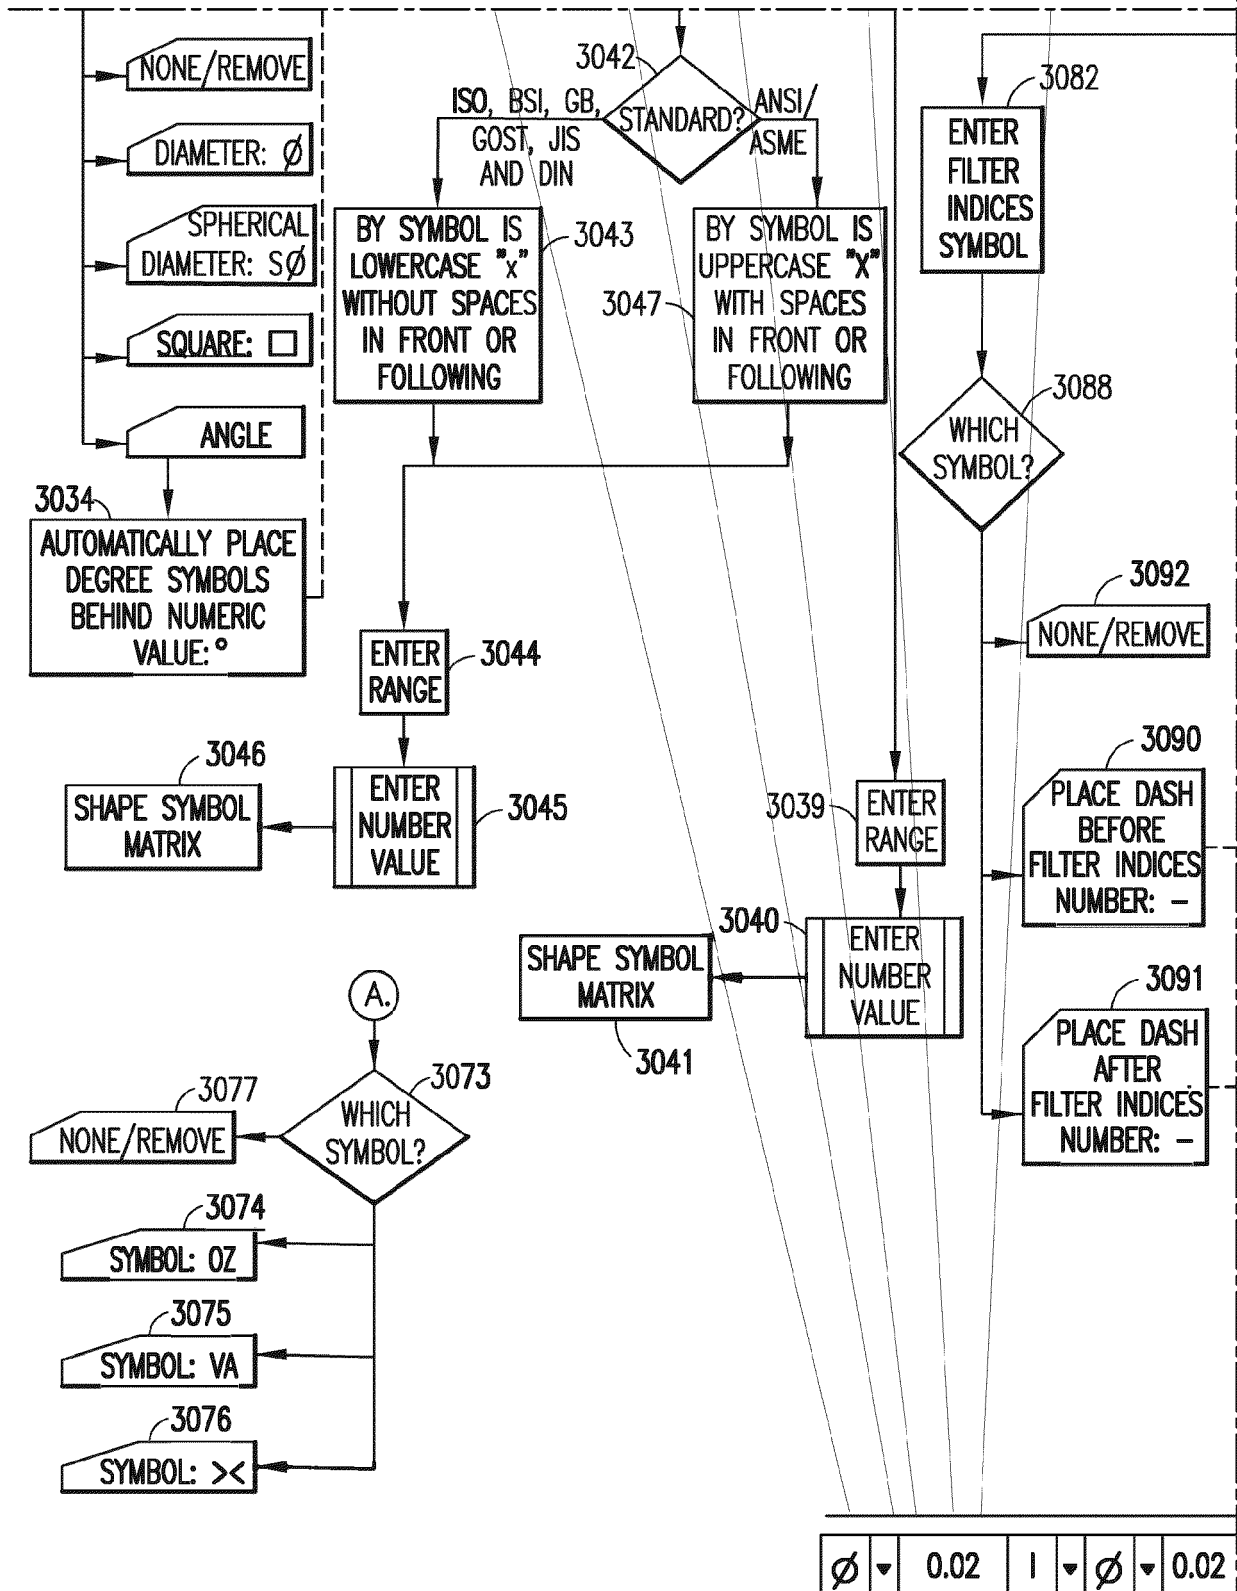 NONE/REMOVE
DIAMETER: Ø
SPHERICAL
DIAMETER: SØ
SQUARE: □
ANGLE
3034
AUTOMATICALLY PLACE
DEGREE SYMBOLS
BEHIND NUMERIC
VALUE: °
3042
STANDARD?
ISO, BSI, GB,
GOST, JIS
AND DIN
ANSI/
ASME
BY SYMBOL IS
LOWERCASE "x"
WITHOUT SPACES
IN FRONT OR
FOLLOWING
3043
BY SYMBOL IS
UPPERCASE "X"
WITH SPACES
IN FRONT OR
FOLLOWING
3047
3082
ENTER
FILTER
INDICES
SYMBOL
3088
WHICH
SYMBOL?
3092
NONE/REMOVE
3090
PLACE DASH
BEFORE
FILTER INDICES
NUMBER: –
3091
PLACE DASH
AFTER
FILTER INDICES
NUMBER: –
ENTER
RANGE
3044
ENTER
NUMBER
VALUE
3045
3046
SHAPE SYMBOL
MATRIX
3039
ENTER
RANGE
3040
ENTER
NUMBER
VALUE
SHAPE SYMBOL
MATRIX
3041
A.
3073
WHICH
SYMBOL?
3077
NONE/REMOVE
3074
SYMBOL: OZ
3075
SYMBOL: VA
3076
SYMBOL: ><
Ø ▾ 0.02 | ▾ Ø ▾ 0.02